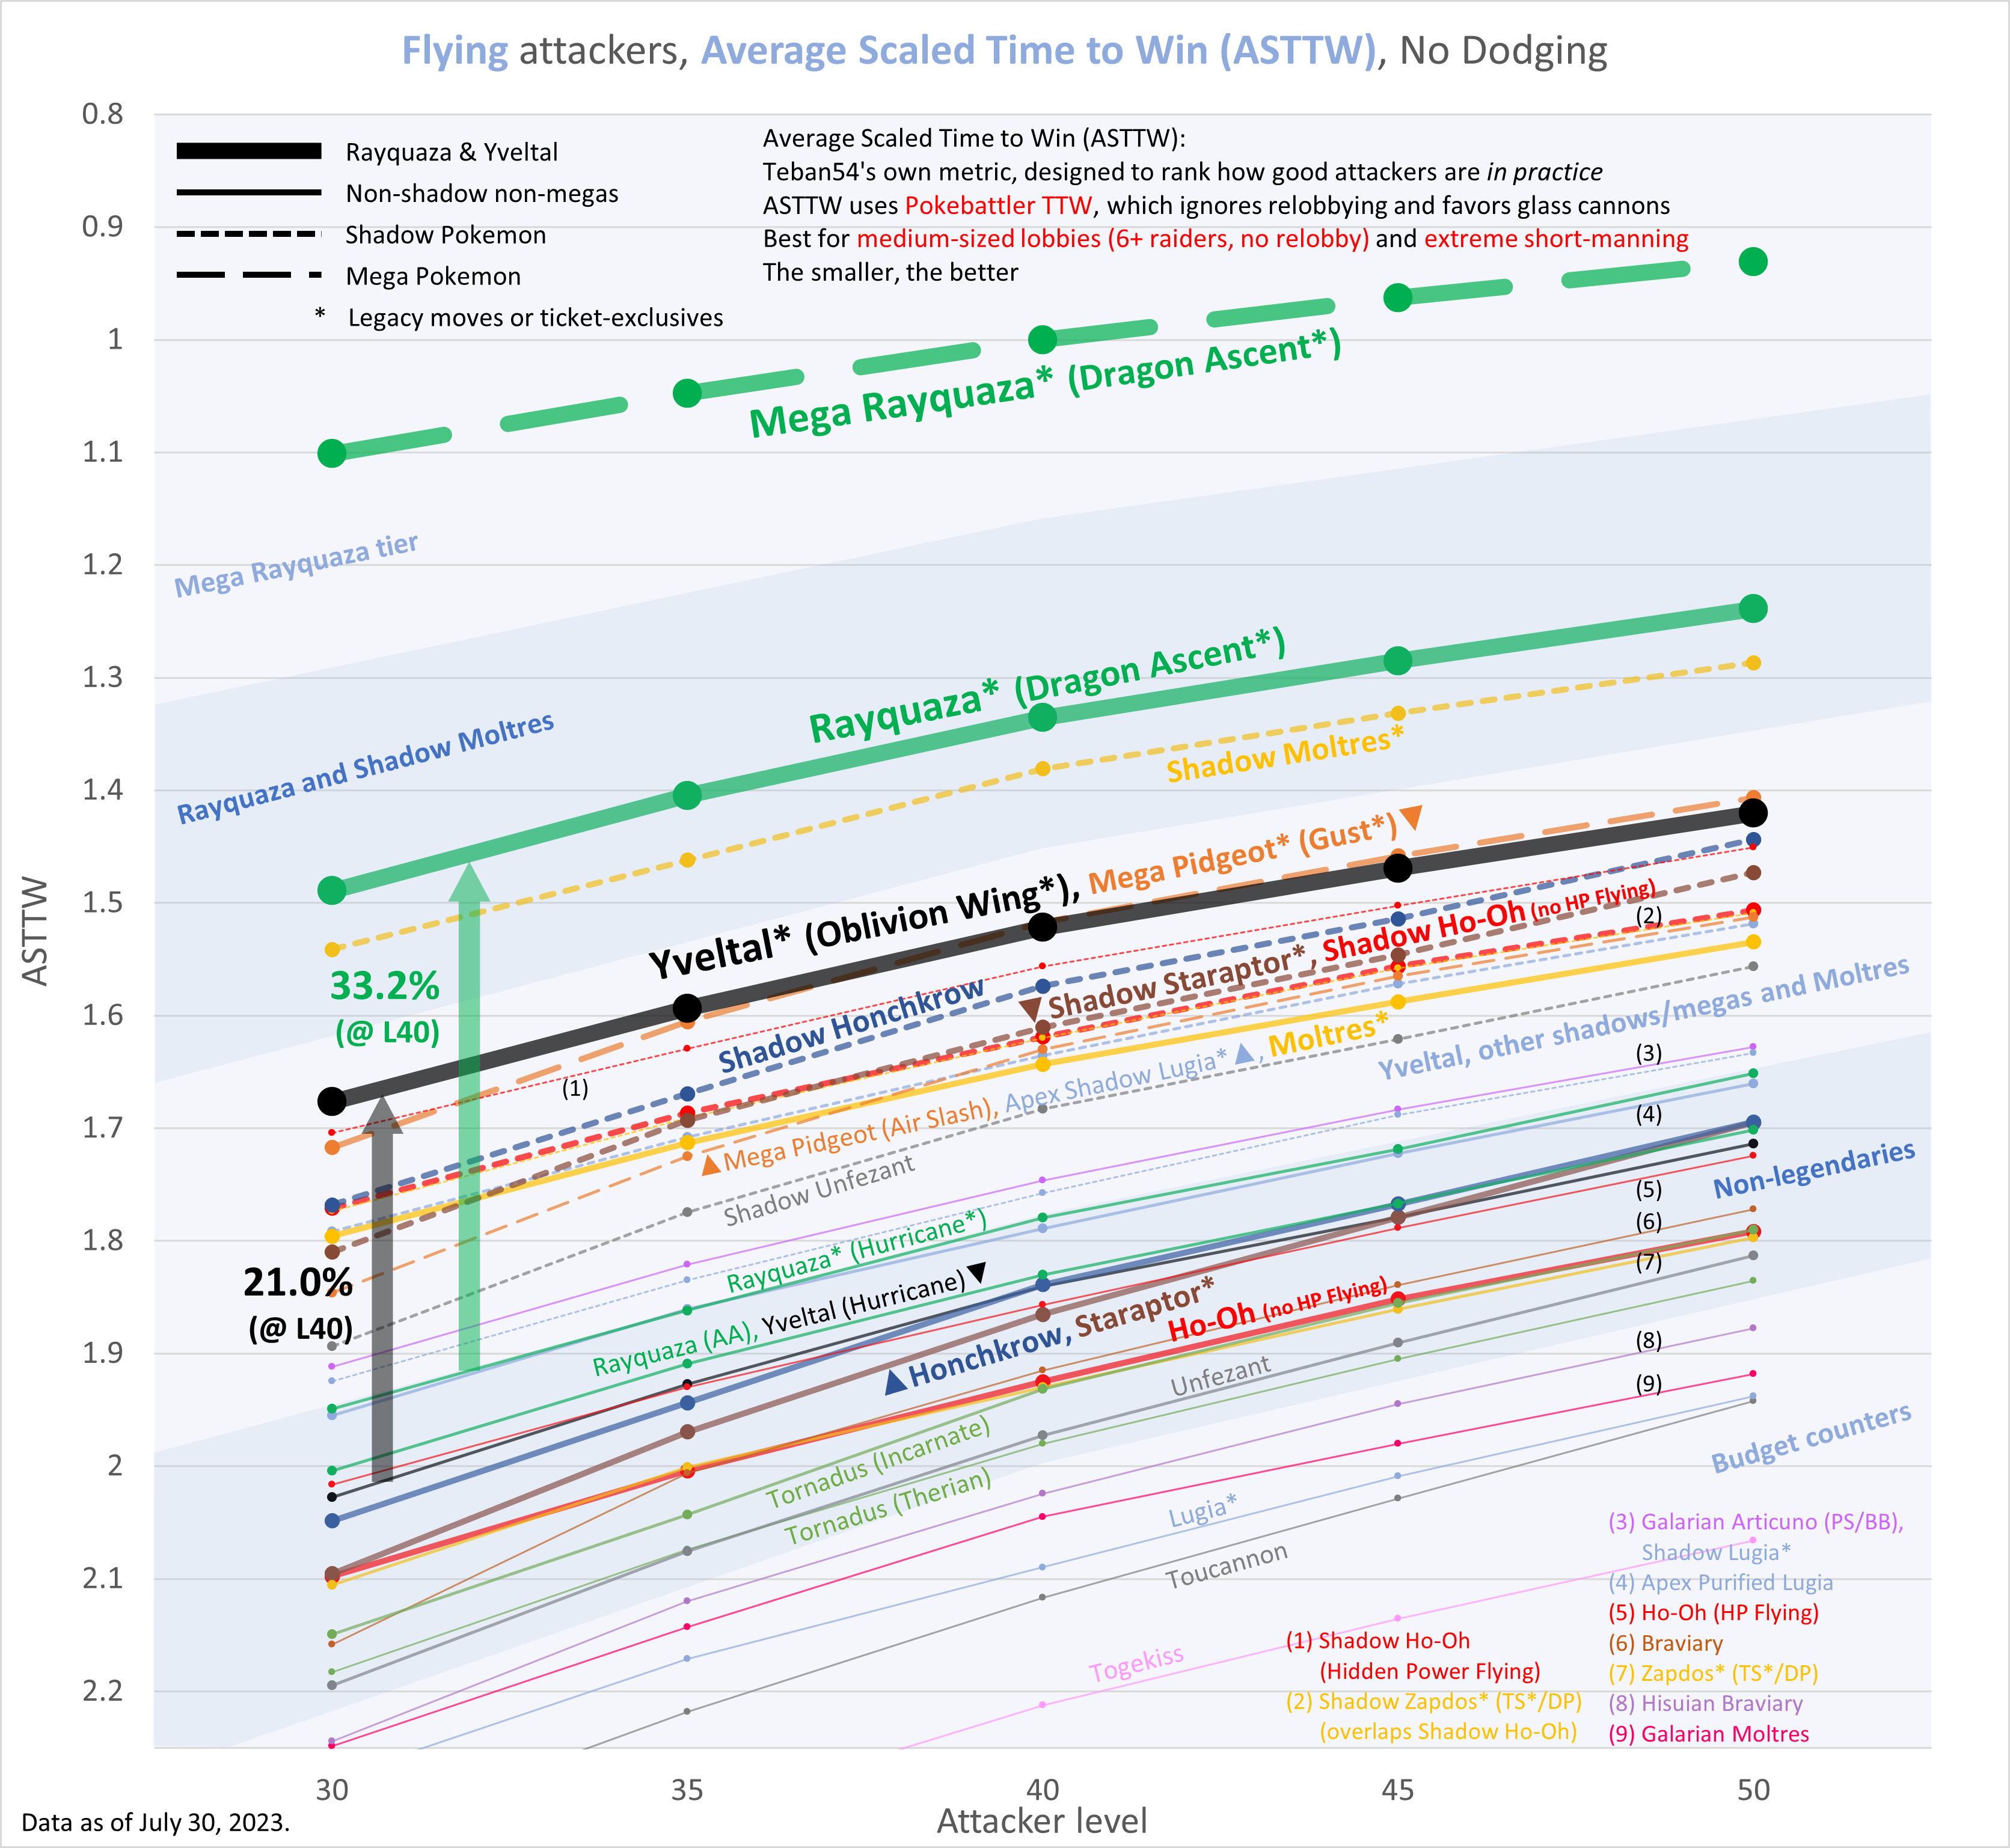 Flying attackers, Average Scaled Time to Win (ASTTW), No Dodging
0.8
0.9
1
1.1
1.2
1.3
1.4
1.5
1.6
1.7
1.8
1.9
2
2.1
2.2
ASTTW
Rayquaza & Yveltal
Non-shadow non-megas
Shadow Pokemon
Mega Pokemon
* Legacy moves or ticket-exclusives
Average Scaled Time to Win (ASTTW):
Teban54's own metric, designed to rank how good attackers are in practice
ASTTW uses Pokebattler TTW, which ignores relobbying and favors glass cannons
Best for medium-sized lobbies (6+ raiders, no relobby) and extreme short-manning
The smaller, the better
Mega Rayquaza* (Dragon Ascent*)
Mega Rayquaza tier
Rayquaza* (Dragon Ascent*)
Rayquaza and Shadow Moltres
Shadow Moltres*
Yveltal* (Oblivion Wing*), Mega Pidgeot* (Gust*)▼
33.2%
(@ L40)
(1)
Shadow Honchkrow
▼Shadow Staraptor*, Shadow Ho-Oh (no HP Flying)
(2)
Yveltal, other shadows/megas and Moltres
▲Mega Pidgeot (Air Slash), Apex Shadow Lugia*▲, Moltres*
(3)
Shadow Unfezant
(4)
Non-legendaries
Rayquaza* (Hurricane*)
(5)
(6)
(7)
21.0%
(@ L40)
Rayquaza (AA), Yveltal (Hurricane)▼
▲Honchkrow, Staraptor*
Ho-Oh (no HP Flying)
Unfezant
(8)
(9)
Tornadus (Incarnate)
Tornadus (Therian)
Budget counters
Lugia*
Toucannon
Togekiss
(1) Shadow Ho-Oh
(Hidden Power Flying)
(2) Shadow Zapdos* (TS*/DP)
(overlaps Shadow Ho-Oh)
(3) Galarian Articuno (PS/BB),
Shadow Lugia*
(4) Apex Purified Lugia
(5) Ho-Oh (HP Flying)
(6) Braviary
(7) Zapdos* (TS*/DP)
(8) Hisuian Braviary
(9) Galarian Moltres
30 35 40 45 50
Attacker level
Data as of July 30, 2023.